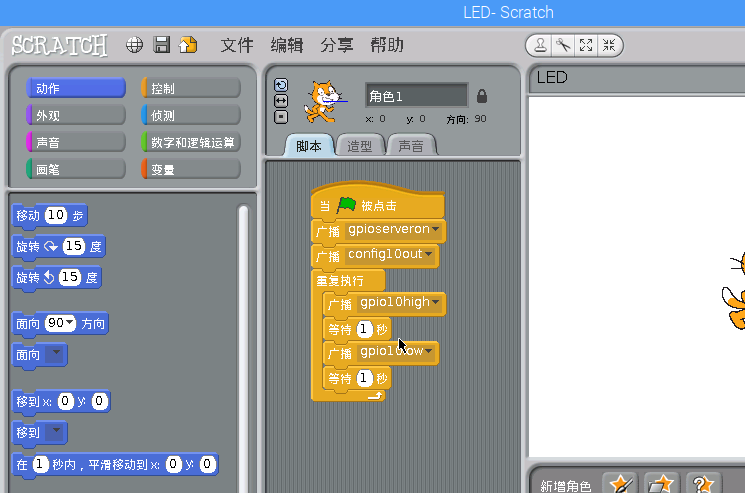 LED- Scratch
SCRATCH 文件 编辑 分享 帮助
动作 控制
外观 侦测
声音 数字和逻辑运算
画笔 变量
角色1
x: 0 y: 0 方向: 90
脚本 造型 声音
LED
移动 10 步
旋转 15 度
旋转 15 度
面向 90 方向
面向
移到 x: 0 y: 0
移到
在 1 秒内，平滑移动到 x: 0 y: 0
当 被点击
广播 gpioserveron
广播 config10out
重复执行
广播 gpio10high
等待 1 秒
广播 gpio10low
等待 1 秒
新增角色